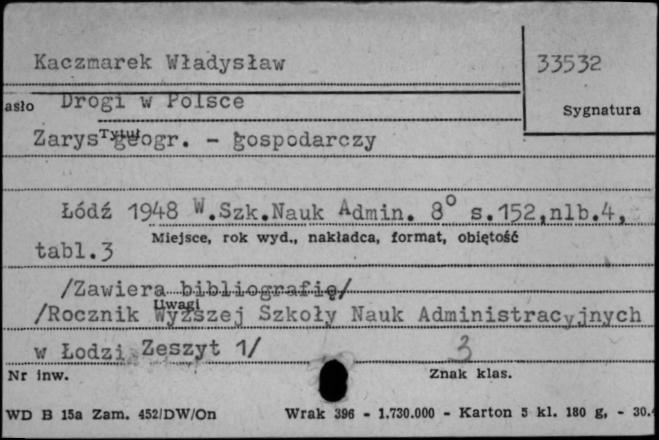 Kaczmarek Władysław
33532
asło Drogi w Polsce
Sygnatura
Tytuł
Zarys geogr. - gospodarczy
Łódź 1948 W.Szk.Nauk Admin. 8° s.152,nlb.4,
Miejsce, rok wyd., nakładca, format, objętość
tabl.3
/Zawiera bibliografię/
Uwagi
/Rocznik Wyższej Szkoły Nauk Administracyjnych
w Łodzi Zeszyt 1/
3
Nr inw.
Znak klas.
WD B 15a Zam. 452/DW/On Wrak 396 - 1.730.000 - Karton 5 kl. 180 g, - 30.